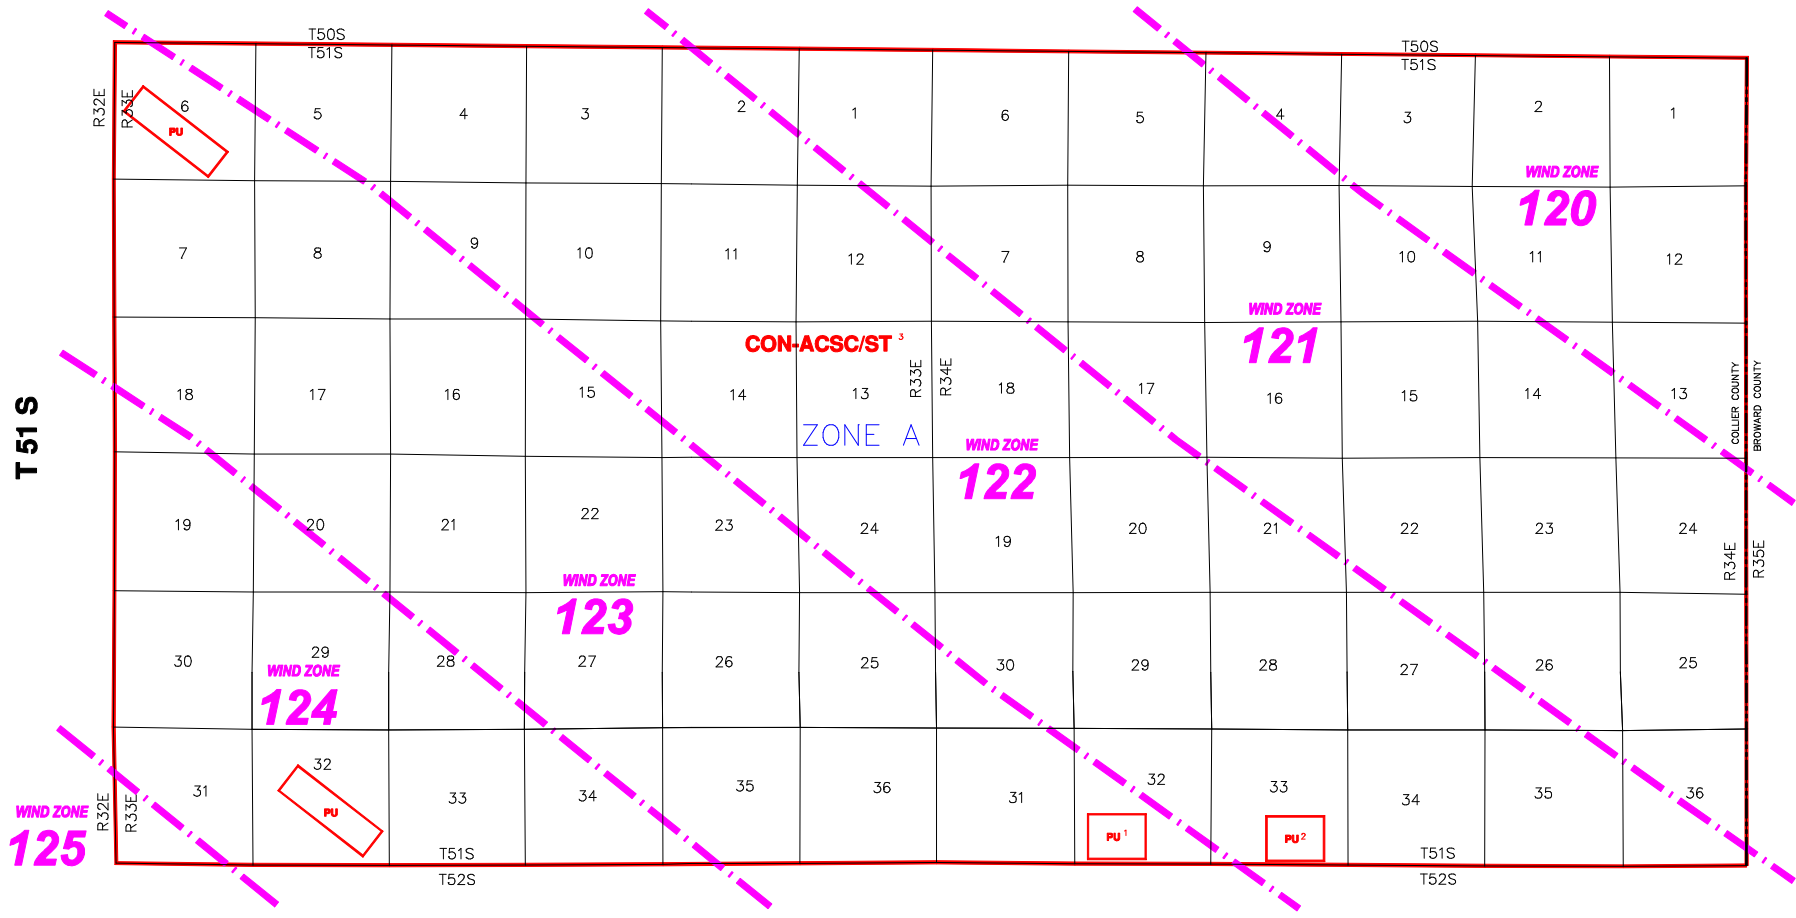 T50S
T50S
T51S
T51S
R32E
R33E
6
5
4
3
2
1
6
5
4
3
2
1
PU
WIND ZONE
120
7
8
9
10
11
12
7
8
9
10
11
12
WIND ZONE
121
CON-ACSC/ST 3
R33E
R34E
COLLIER COUNTY
BROWARD COUNTY
T 51 S
18
17
16
15
14
13
18
17
16
15
14
13
ZONE A
WIND ZONE
122
19
20
21
22
23
24
19
20
21
22
23
24
R34E
R35E
WIND ZONE
123
30
29
28
27
26
25
30
29
28
27
26
25
WIND ZONE
124
31
32
33
34
35
36
31
32
33
34
35
36
R32E
R33E
WIND ZONE
125
PU
PU 1
PU 2
T51S
T51S
T52S
T52S